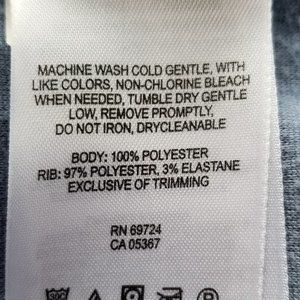 MACHINE WASH COLD GENTLE, WITH
LIKE COLORS, NON-CHLORINE BLEACH
WHEN NEEDED, TUMBLE DRY GENTLE
LOW, REMOVE PROMPTLY,
DO NOT IRON, DRYCLEANABLE
BODY: 100% POLYESTER
RIB: 97% POLYESTER, 3% ELASTANE
EXCLUSIVE OF TRIMMING
RN 69724
CA 05367